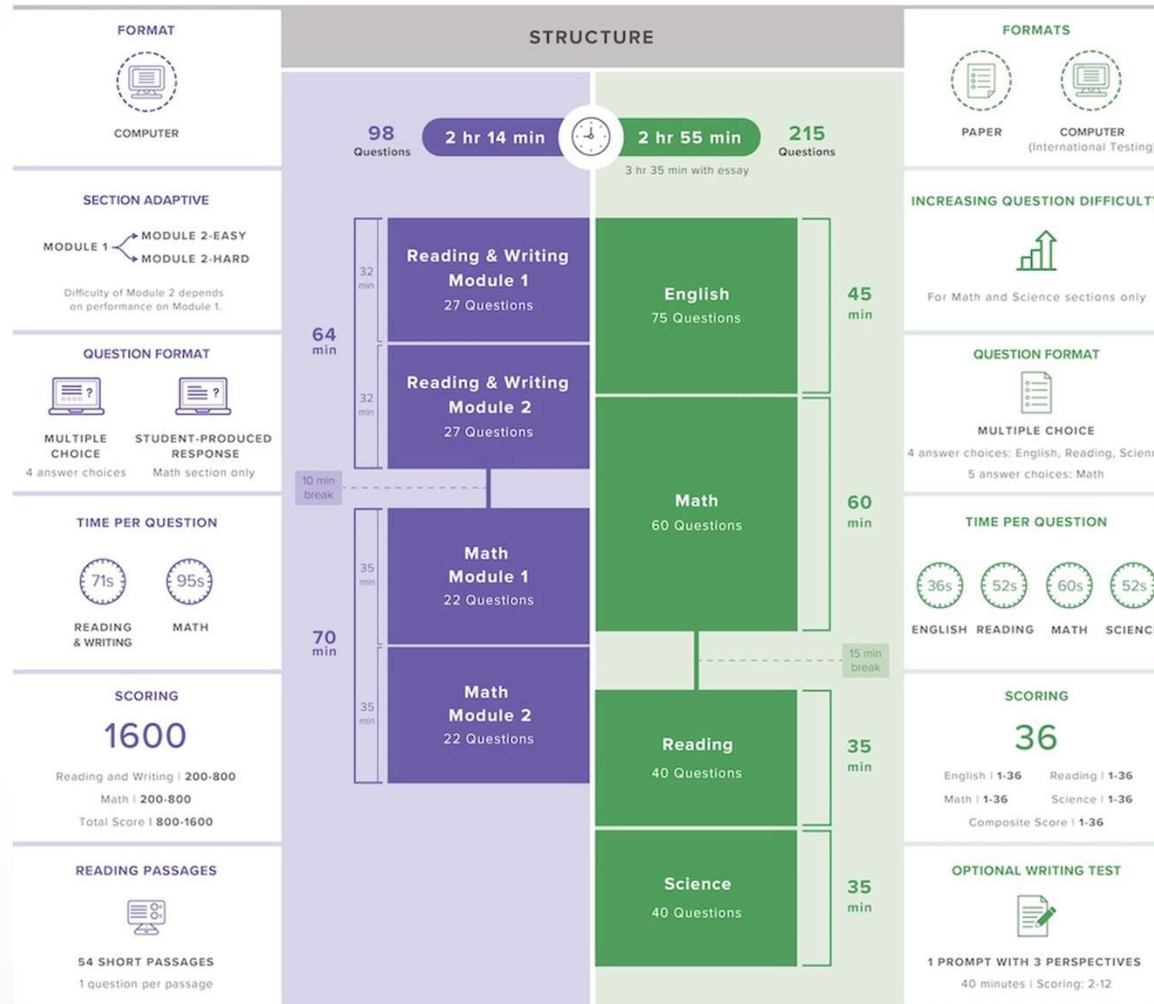 STRUCTURE
FORMAT
COMPUTER
SECTION ADAPTIVE
MODULE 1
MODULE 2-EASY
MODULE 2-HARD
Difficulty of Module 2 depends
on performance on Module 1.
QUESTION FORMAT
MULTIPLE
CHOICE
4 answer choices
STUDENT-PRODUCED
RESPONSE
Math section only
TIME PER QUESTION
71s
READING
& WRITING
95s
MATH
SCORING
1600
Reading and Writing | 200-800
Math | 200-800
Total Score | 800-1600
READING PASSAGES
54 SHORT PASSAGES
1 question per passage
98
Questions
2 hr 14 min
64
min
32
min
Reading & Writing
Module 1
27 Questions
32
min
Reading & Writing
Module 2
27 Questions
10 min
break
70
min
35
min
Math
Module 1
22 Questions
35
min
Math
Module 2
22 Questions
2 hr 55 min
215
Questions
3 hr 35 min with essay
English
75 Questions
45
min
Math
60 Questions
60
min
15 min
break
Reading
40 Questions
35
min
Science
40 Questions
35
min
FORMATS
PAPER
COMPUTER
(International Testing)
INCREASING QUESTION DIFFICULTY
For Math and Science sections only
QUESTION FORMAT
?
?
MULTIPLE CHOICE
4 answer choices: English, Reading, Scienc
5 answer choices: Math
TIME PER QUESTION
36s
ENGLISH
52s
READING
60s
MATH
52s
SCIENC
SCORING
36
English | 1-36
Reading | 1-36
Math | 1-36
Science | 1-36
Composite Score | 1-36
OPTIONAL WRITING TEST
1 PROMPT WITH 3 PERSPECTIVES
40 minutes | Scoring: 2-12